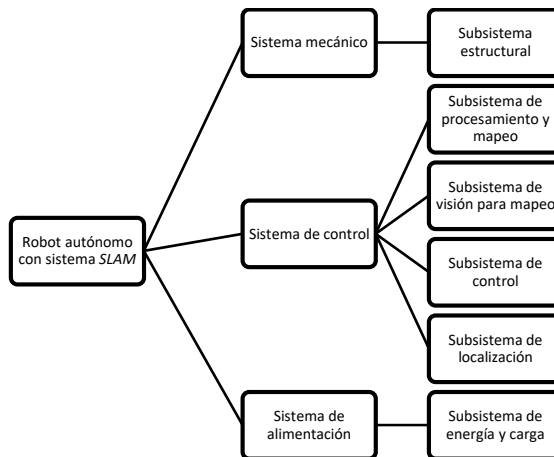 Sistema mecánico
Subsistema
estructural
Subsistema de
procesamiento y
mapeo
Subsistema de
visión para mapeo
Robot autónomo
con sistema SLAM
Sistema de control
Subsistema de
control
Subsistema de
localización
Sistema de
alimentación
Subsistema de
energía y carga